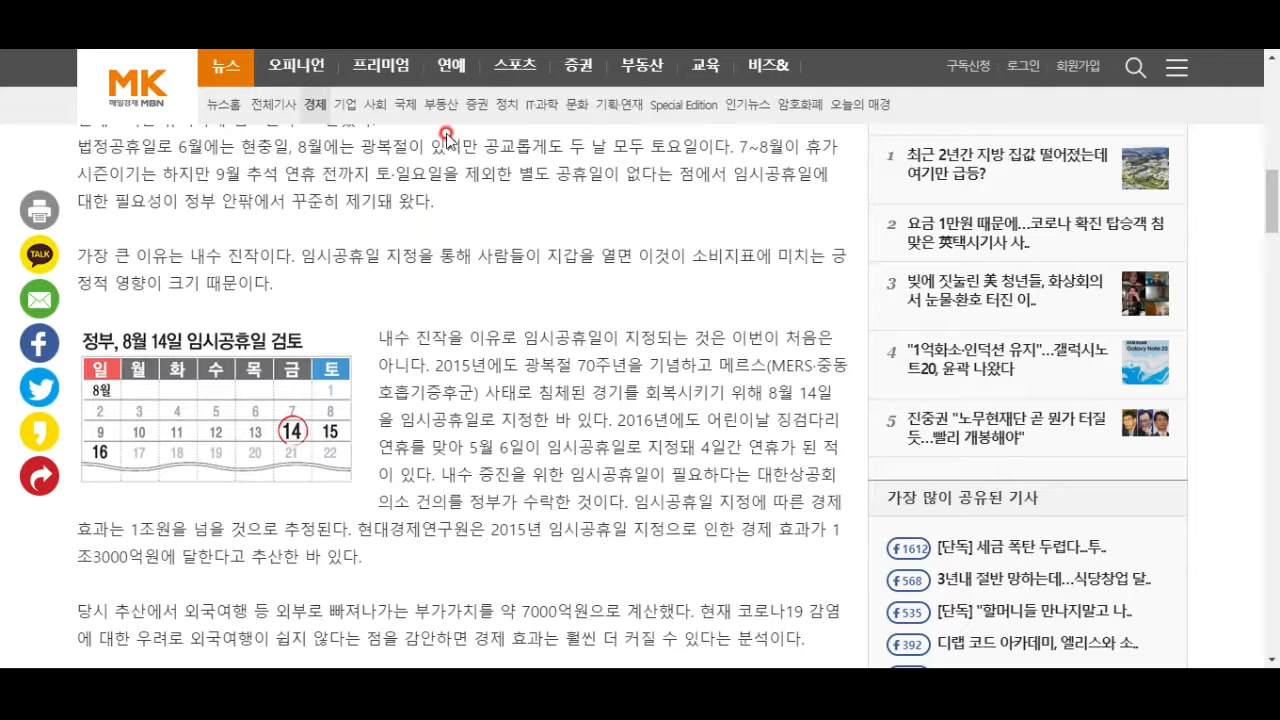 뉴스 오피니언 프리미엄 연예 스포츠 증권 부동산 교육 비즈& 구독신청 로그인 회원가입
MK
매일경제 MBN
뉴스홈 전체기사 경제 기업 사회 국제 부동산 증권 정치 IT·과학 문화 기획·연재 Special Edition 인기뉴스 암호화폐 오늘의 매경
법정공휴일로 6월에는 현충일, 8월에는 광복절이 있지만 공교롭게도 두 날 모두 토요일이다. 7~8월이 휴가
시즌이기는 하지만 9월 추석 연휴 전까지 토·일요일을 제외한 별도 공휴일이 없다는 점에서 임시공휴일에
대한 필요성이 정부 안팎에서 꾸준히 제기돼 왔다.
가장 큰 이유는 내수 진작이다. 임시공휴일 지정을 통해 사람들이 지갑을 열면 이것이 소비지표에 미치는 긍
정적 영향이 크기 때문이다.
TALK
정부, 8월 14일 임시공휴일 검토
일 월 화 수 목 금 토
8월 1
2 3 4 5 6 7 8
9 10 11 12 13 14 15
16 17 18 19 20 21 22
내수 진작을 이유로 임시공휴일이 지정되는 것은 이번이 처음은
아니다. 2015년에도 광복절 70주년을 기념하고 메르스(MERS·중동
호흡기증후군) 사태로 침체된 경기를 회복시키기 위해 8월 14일
을 임시공휴일로 지정한 바 있다. 2016년에도 어린이날 징검다리
연휴를 맞아 5월 6일이 임시공휴일로 지정돼 4일간 연휴가 된 적
이 있다. 내수 증진을 위한 임시공휴일이 필요하다는 대한상공회
의소 건의를 정부가 수락한 것이다. 임시공휴일 지정에 따른 경제
효과는 1조원을 넘을 것으로 추정된다. 현대경제연구원은 2015년 임시공휴일 지정으로 인한 경제 효과가 1
조3000억원에 달한다고 추산한 바 있다.
당시 추산에서 외국여행 등 외부로 빠져나가는 부가가치를 약 7000억원으로 계산했다. 현재 코로나19 감염
에 대한 우려로 외국여행이 쉽지 않다는 점을 감안하면 경제 효과는 훨씬 더 커질 수 있다는 분석이다.
1 최근 2년간 지방 집값 떨어졌는데
여기만 급등?
2 요금 1만원 때문에…코로나 확진 탑승객 침
맞은 英택시기사 사..
3 빚에 짓눌린 美 청년들, 화상회의
서 눈물·환호 터진 이..
4 "1억화소·인덕션 유지"…갤럭시노
트20, 윤곽 나왔다
Galaxy Note 20
5 진중권 "노무현재단 곧 뭔가 터질
듯…빨리 개봉해야"
가장 많이 공유된 기사
f 1612 [단독] 세금 폭탄 두렵다…투..
f 568 3년내 절반 망하는데…식당창업 달..
f 535 [단독] "할머니들 만나지말고 나..
f 392 디랩 코드 아카데미, 엘리스와 소..